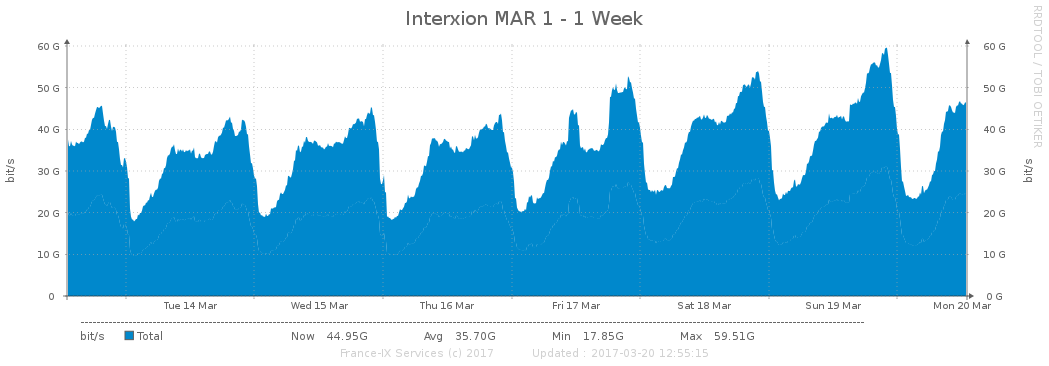 Interxion MAR 1 - 1 Week
RRDTOOL / TOBI OETIKER
bit/s
60 G
50 G
40 G
30 G
20 G
10 G
0
60 G
50 G
40 G
30 G
20 G
10 G
0 G
bit/s
Tue 14 Mar Wed 15 Mar Thu 16 Mar Fri 17 Mar Sat 18 Mar Sun 19 Mar Mon 20 Mar
bit/s Total Now 44.95G Avg 35.70G Min 17.85G Max 59.51G
France-IX Services (c) 2017 Updated : 2017-03-20 12:55:15